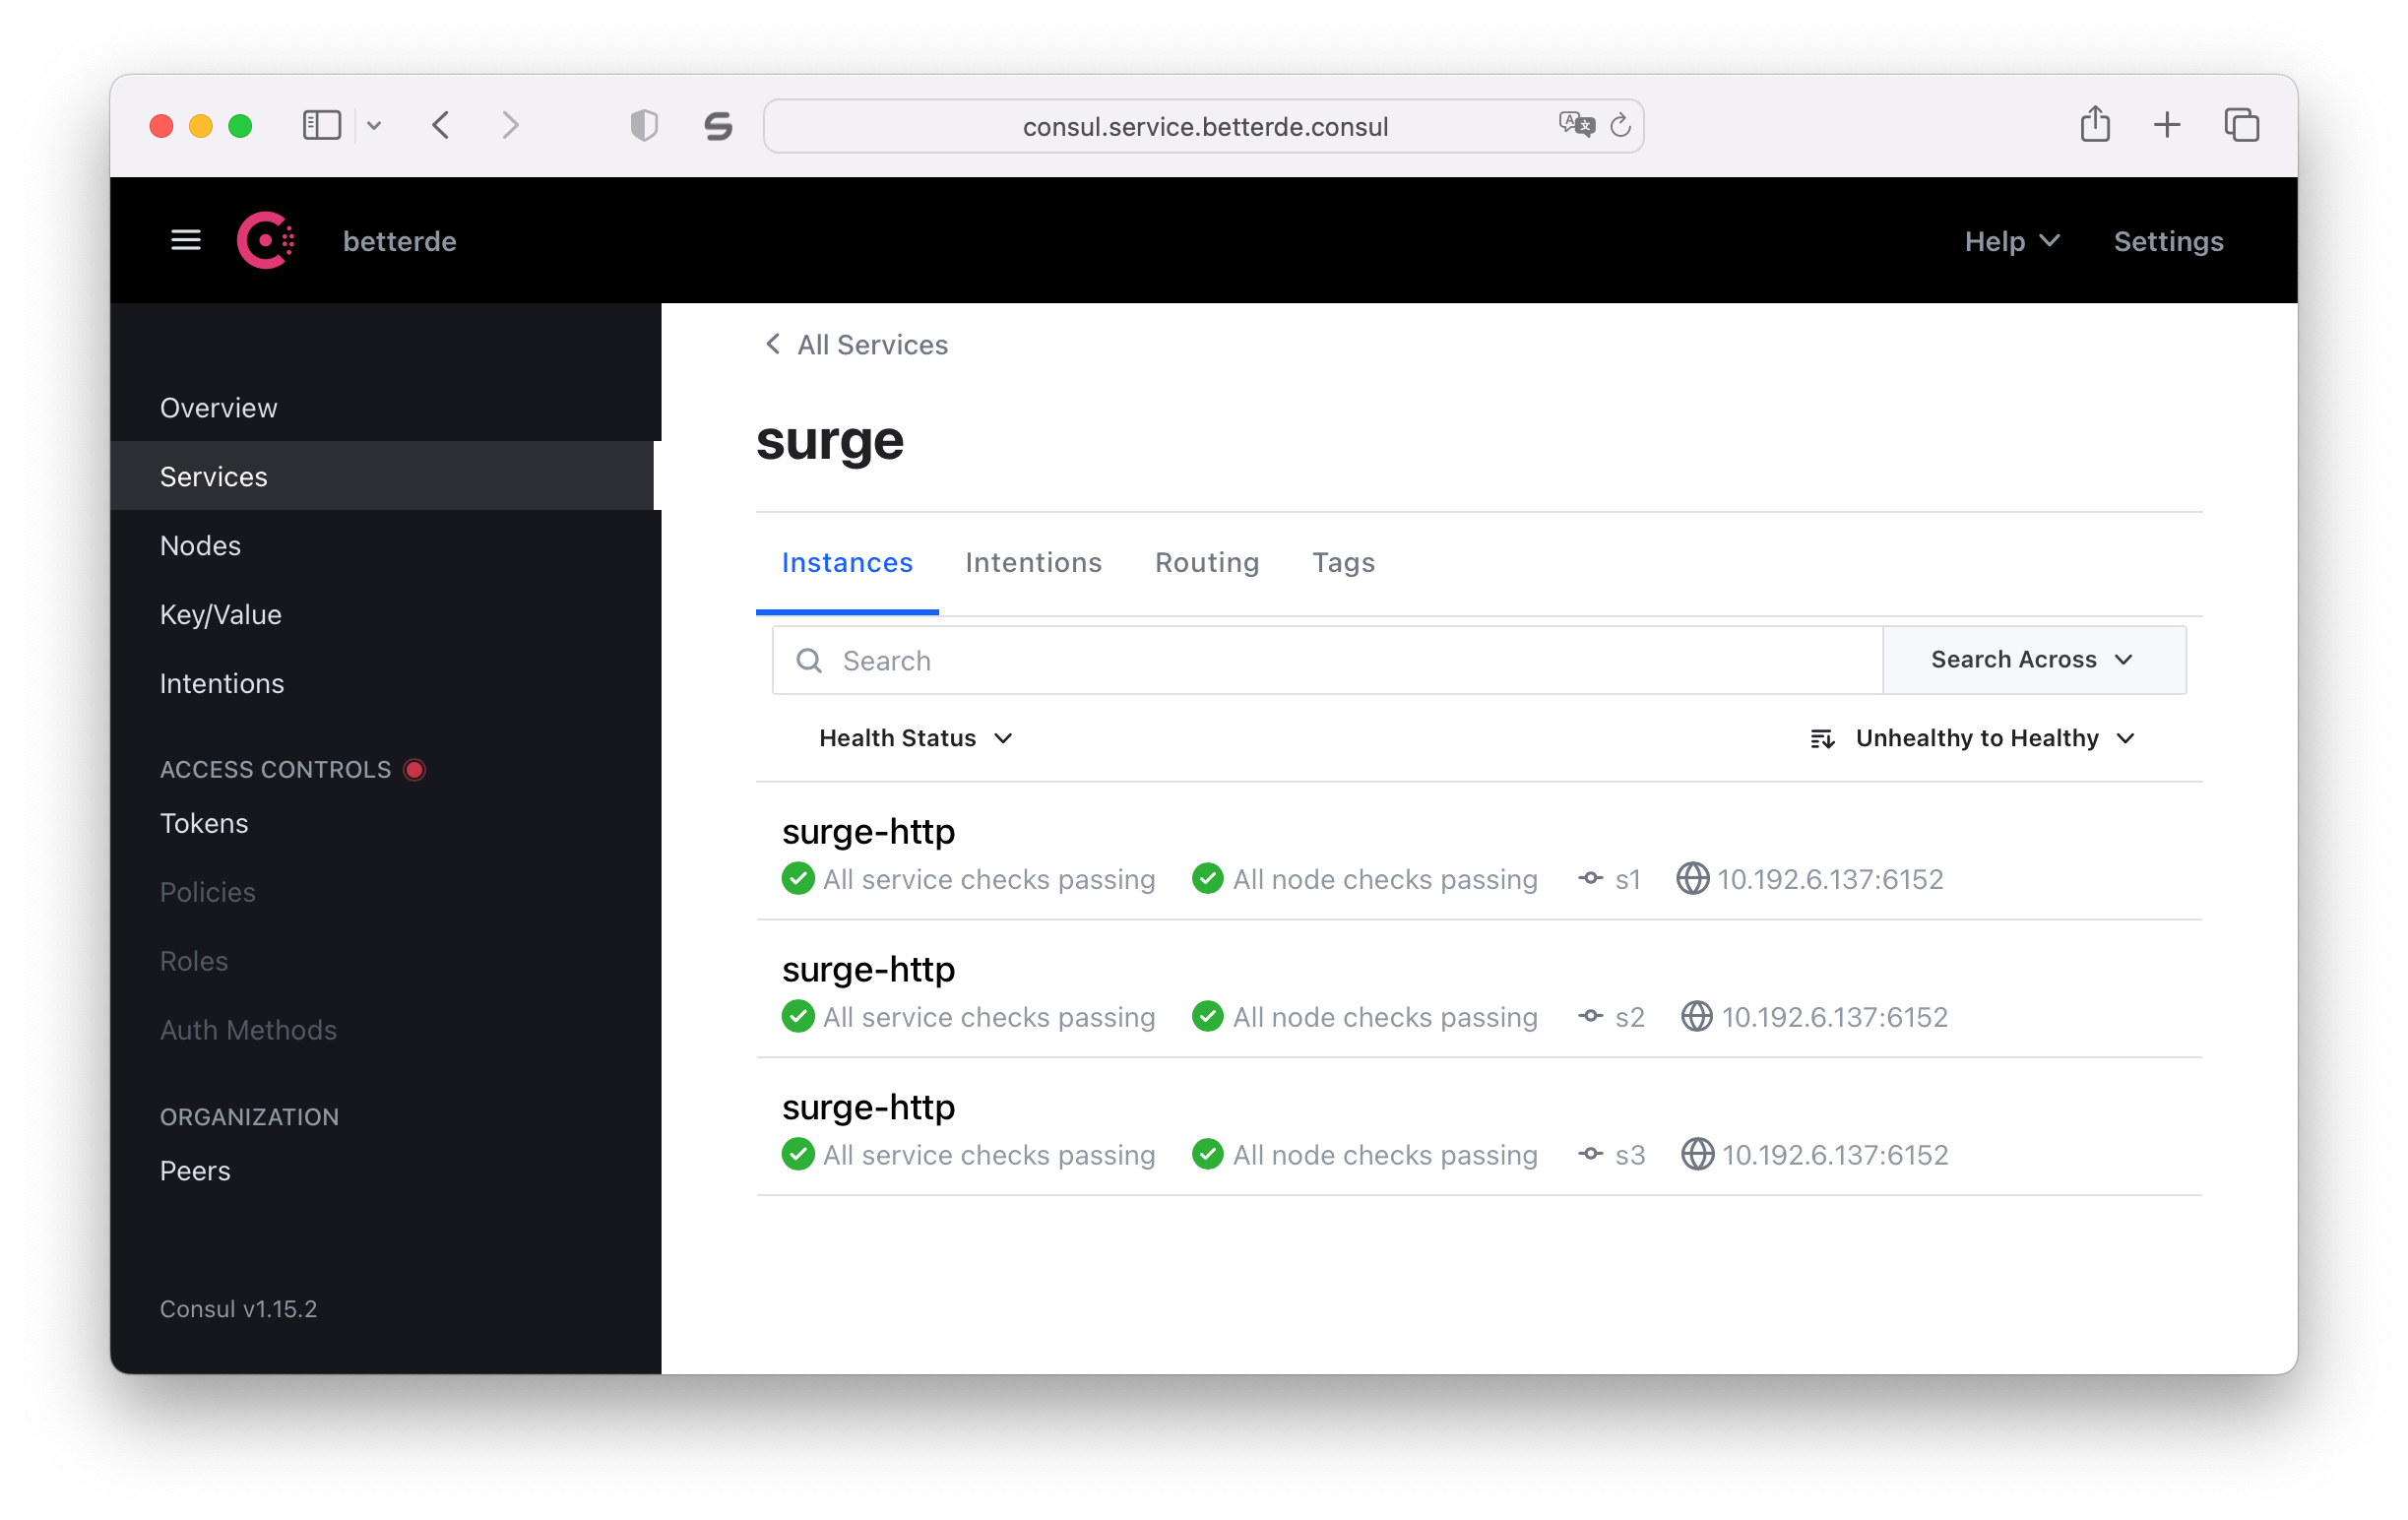 consul.service.betterde.consul
betterde
Help
Settings
Overview
Services
Nodes
Key/Value
Intentions
ACCESS CONTROLS
Tokens
Policies
Roles
Auth Methods
ORGANIZATION
Peers
Consul v1.15.2
All Services
surge
Instances Intentions Routing Tags
Search
Search Across
Health Status
Unhealthy to Healthy
surge-http
All service checks passing All node checks passing s1 10.192.6.137:6152
surge-http
All service checks passing All node checks passing s2 10.192.6.137:6152
surge-http
All service checks passing All node checks passing s3 10.192.6.137:6152